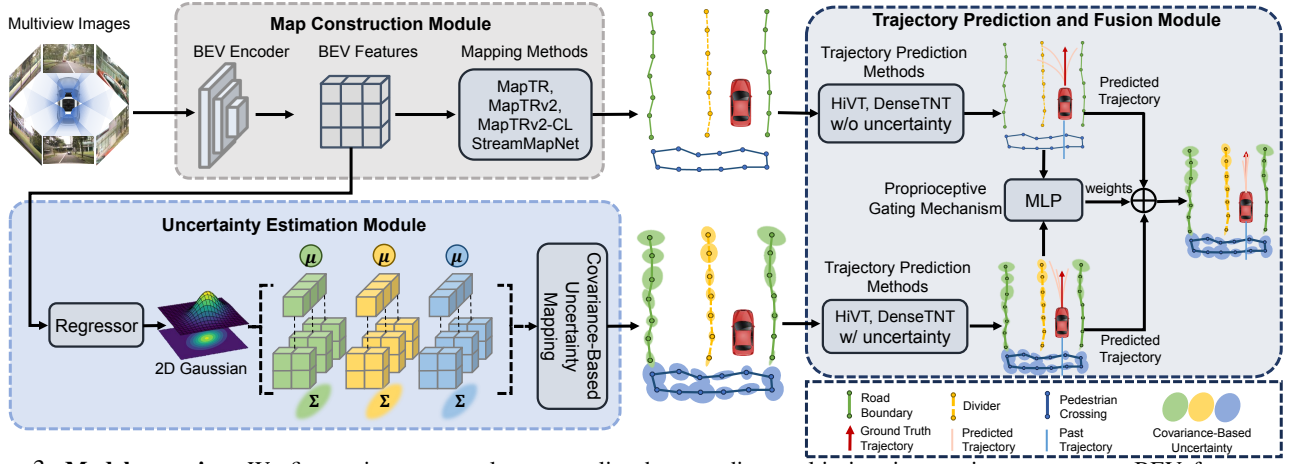 Multiview Images
Map Construction Module
BEV Encoder
BEV Features
Mapping Methods
MapTR,
MapTRv2,
MapTRv2-CL
StreamMapNet
Trajectory Prediction and Fusion Module
Trajectory Prediction
Methods
HiVT, DenseTNT
w/o uncertainty
Predicted
Trajectory
Proprioceptive
Gating Mechanism
MLP
weights
Trajectory Prediction
Methods
HiVT, DenseTNT
w/ uncertainty
Predicted
Trajectory
Uncertainty Estimation Module
Regressor
2D Gaussian
μ
μ
μ
Σ
Σ
Σ
Covariance-Based
Uncertainty
Mapping
Road
Boundary
Divider
Pedestrian
Crossing
Ground Truth
Trajectory
Predicted
Trajectory
Past
Trajectory
Covariance-Based
Uncertainty